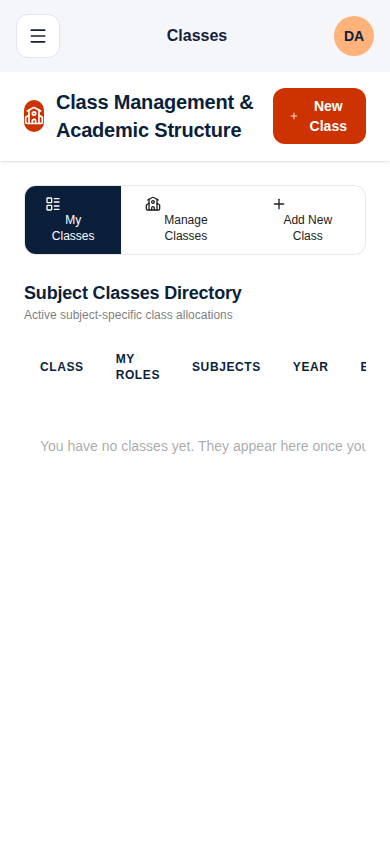 Classes
DA
Class Management &
Academic Structure
New
Class
My
Classes
Manage
Classes
Add New
Class
Subject Classes Directory
Active subject-specific class allocations
CLASS
MY
ROLES
SUBJECTS
YEAR
You have no classes yet. They appear here once you